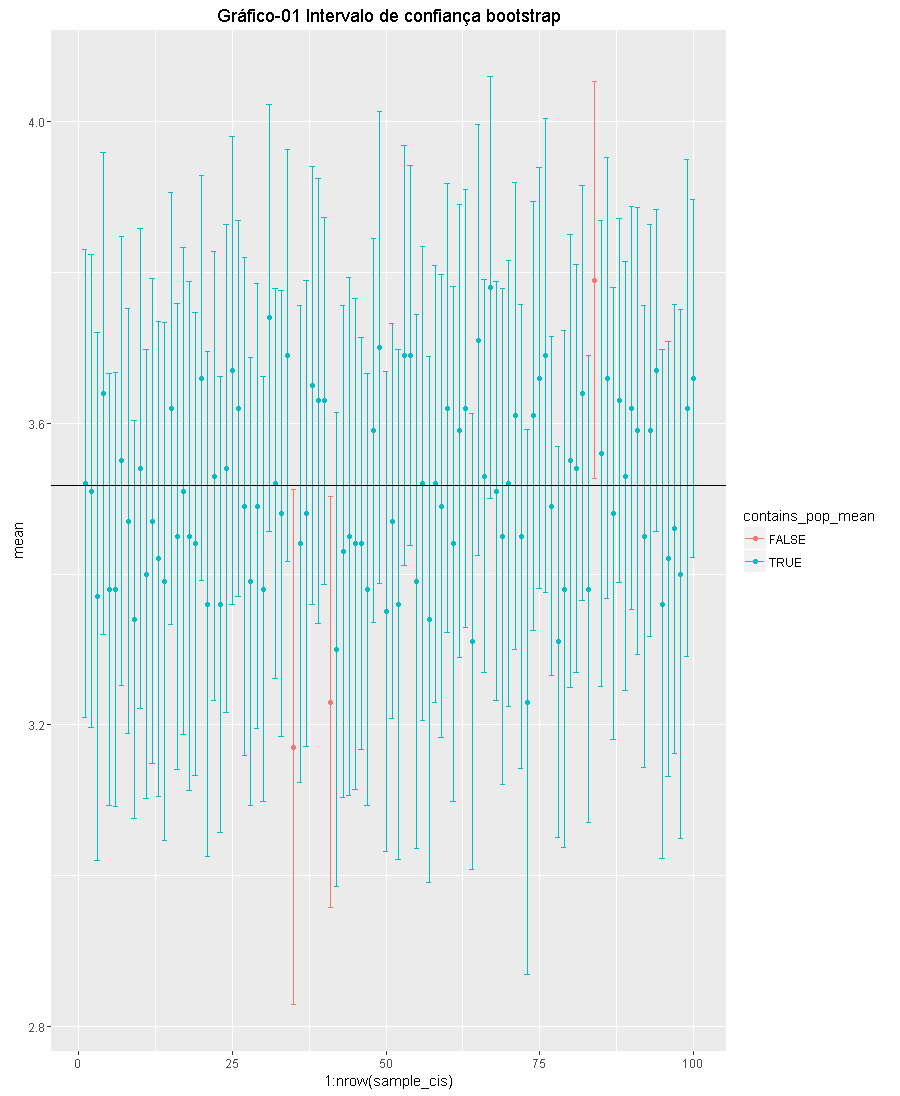 Gráfico-01 Intervalo de confiança bootstrap
mean
4.0
3.6
3.2
2.8
0
25
50
75
100
1:nrow(sample_cis)
contains_pop_mean
FALSE
TRUE